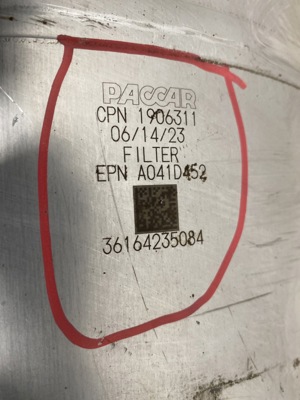 PACCAR
CPN 1906311
06/14/23
FILTER
EPN A041D452
36164235084